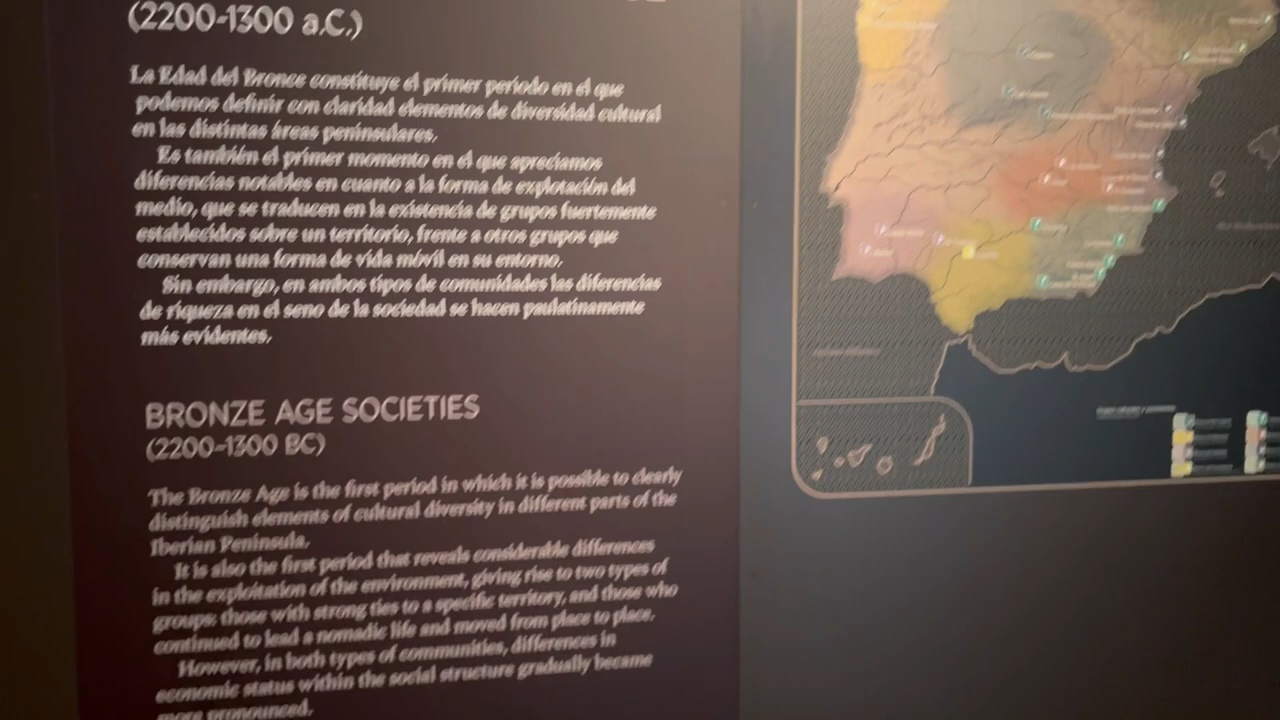 (2200-1300 a.C.)
La Edad del Bronce constituye el primer periodo en el que
podemos definir con claridad elementos de diversidad cultural
en las distintas áreas peninsulares.
Es también el primer momento en el que apreciamos
diferencias notables en cuanto a la forma de explotación del
medio, que se traducen en la existencia de grupos fuertemente
establecidos sobre un territorio, frente a otros grupos que
conservan una forma de vida móvil en su entorno.
Sin embargo, en ambos tipos de comunidades las diferencias
de riqueza en el seno de la sociedad se hacen paulatinamente
más evidentes.
BRONZE AGE SOCIETIES
(2200-1300 BC)
The Bronze Age is the first period in which it is possible to clearly
distinguish elements of cultural diversity in different parts of the
Iberian Peninsula.
It is also the first period that reveals considerable differences
in the exploitation of the environment, giving rise to two types of
groups: those with strong ties to a specific territory, and those who
continued to lead a nomadic life and moved from place to place.
However, in both types of communities, differences in
economic status within the social structure gradually became
more pronounced.